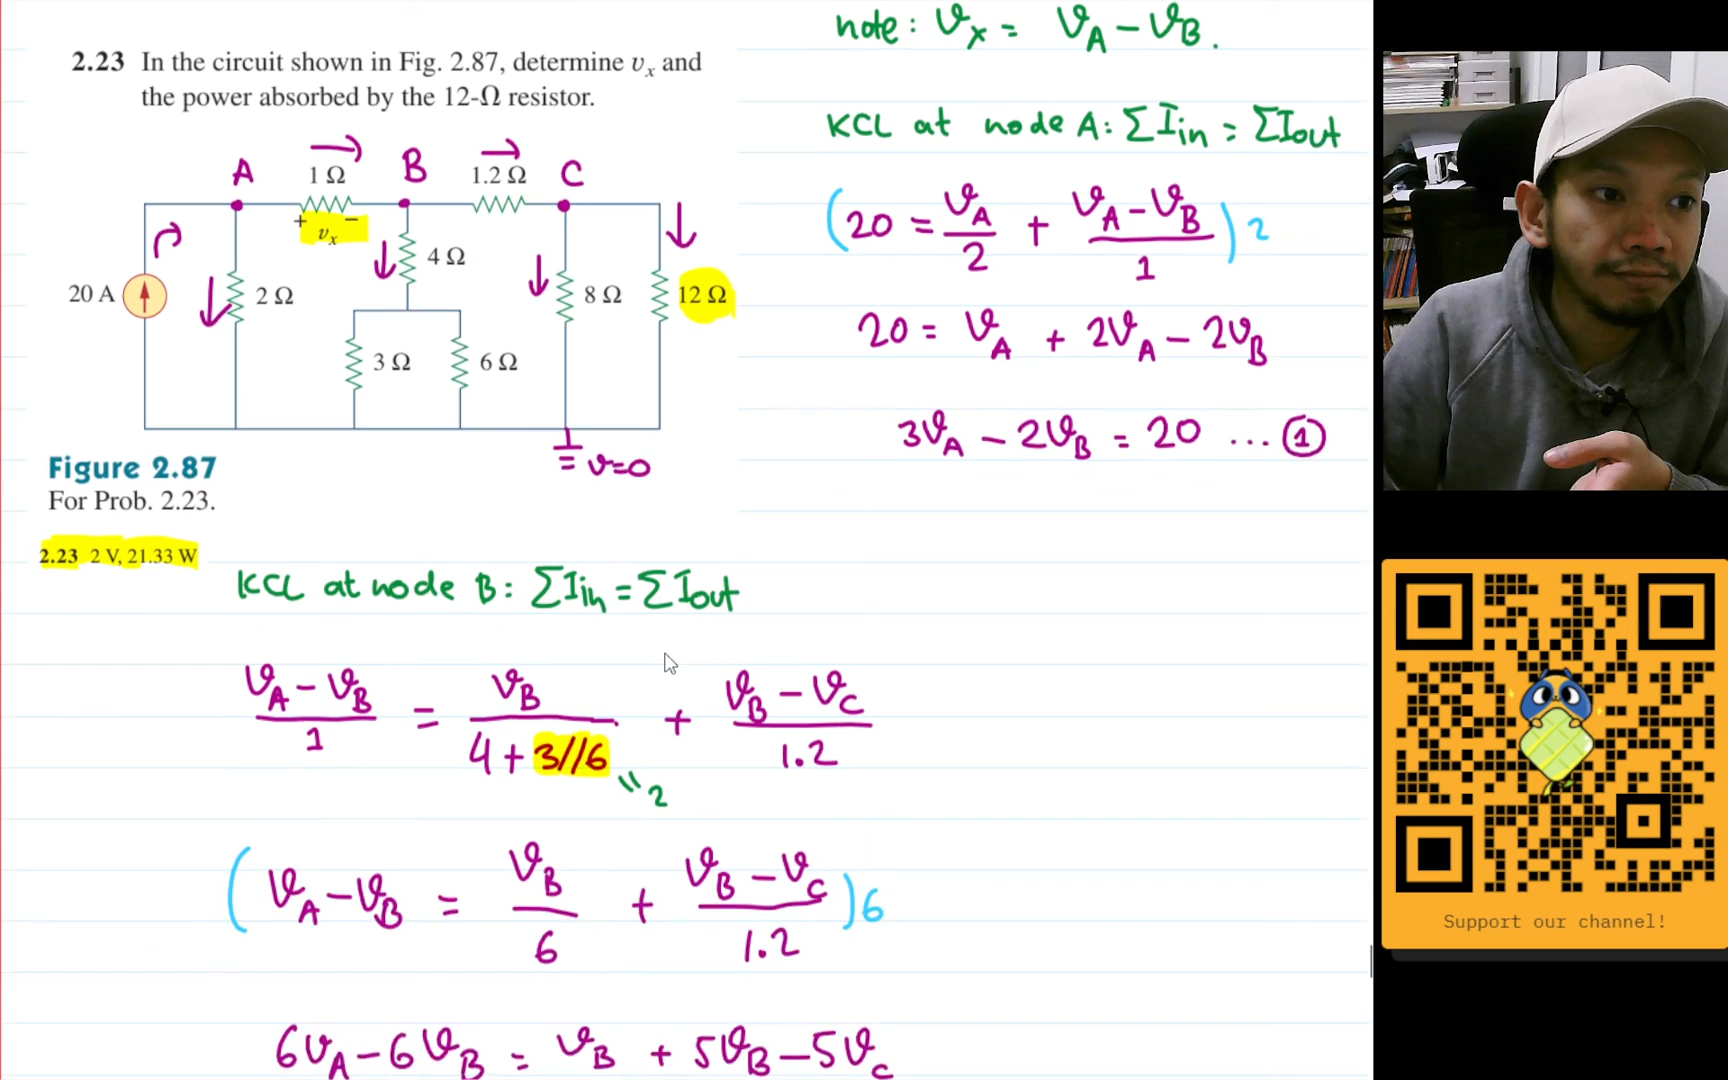 note: Vx = VA - VB.
2.23 In the circuit shown in Fig. 2.87, determine vx and
the power absorbed by the 12-Ω resistor.
KCL at node A: ΣIin = ΣIout
A 1 Ω B 1.2 Ω C
+ vx −
20 A 2 Ω 4 Ω 8 Ω 12 Ω
3 Ω 6 Ω
v=0
(20 = VA/2 + (VA - VB)/1) 2
20 = VA + 2VA - 2VB
3VA - 2VB = 20 ... ①
Figure 2.87
For Prob. 2.23.
2.23 2 V, 21.33 W
KCL at node B: ΣIin = ΣIout
(VA - VB)/1 = VB/(4 + 3//6) + (VB - VC)/1.2
"2
(VA - VB = VB/6 + (VB - VC)/1.2) 6
6VA - 6VB = VB + 5VB - 5VC
Support our channel!